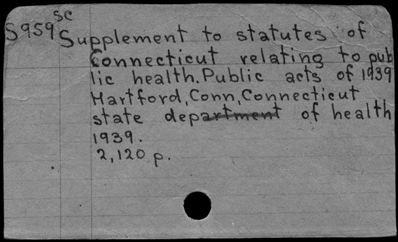 SC
S959 Supplement to statutes of
Connecticut relating to pub
lic health. Public acts of 1939
Hartford, Conn, Connecticut
state department of health
1939.
2,120 p.